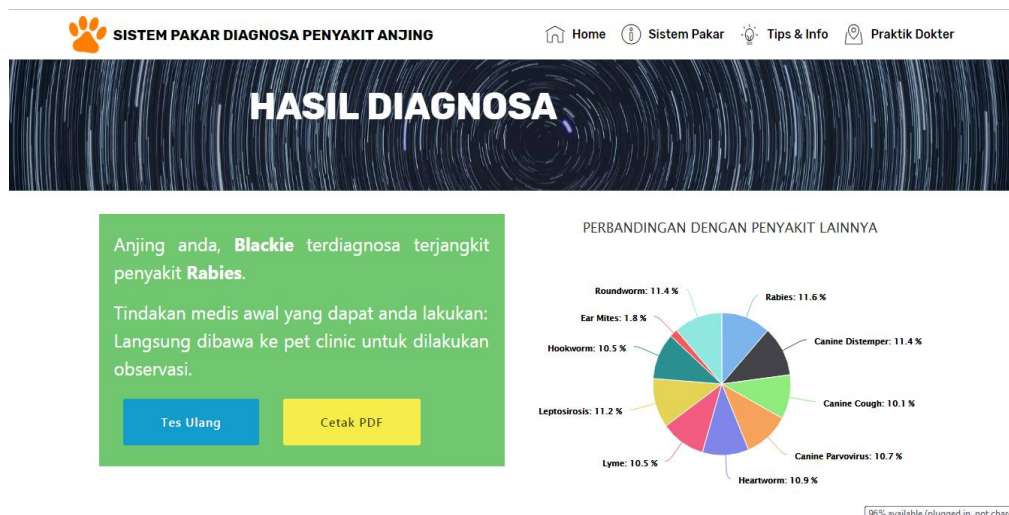 SISTEM PAKAR DIAGNOSA PENYAKIT ANJING
Home
Sistem Pakar
Tips & Info
Praktik Dokter
HASIL DIAGNOSA
Anjing anda, Blackie terdiagnosa terjangkit
penyakit Rabies.
Tindakan medis awal yang dapat anda lakukan:
Langsung dibawa ke pet clinic untuk dilakukan
observasi.
Tes Ulang
Cetak PDF
PERBANDINGAN DENGAN PENYAKIT LAINNYA
Roundworm: 11.4 %
Rabies: 11.6 %
Ear Mites: 1.8 %
Canine Distemper: 11.4 %
Hookworm: 10.5 %
Canine Cough: 10.1 %
Leptosirosis: 11.2 %
Canine Parvovirus: 10.7 %
Lyme: 10.5 %
Heartworm: 10.9 %
96% available (plugged in, not